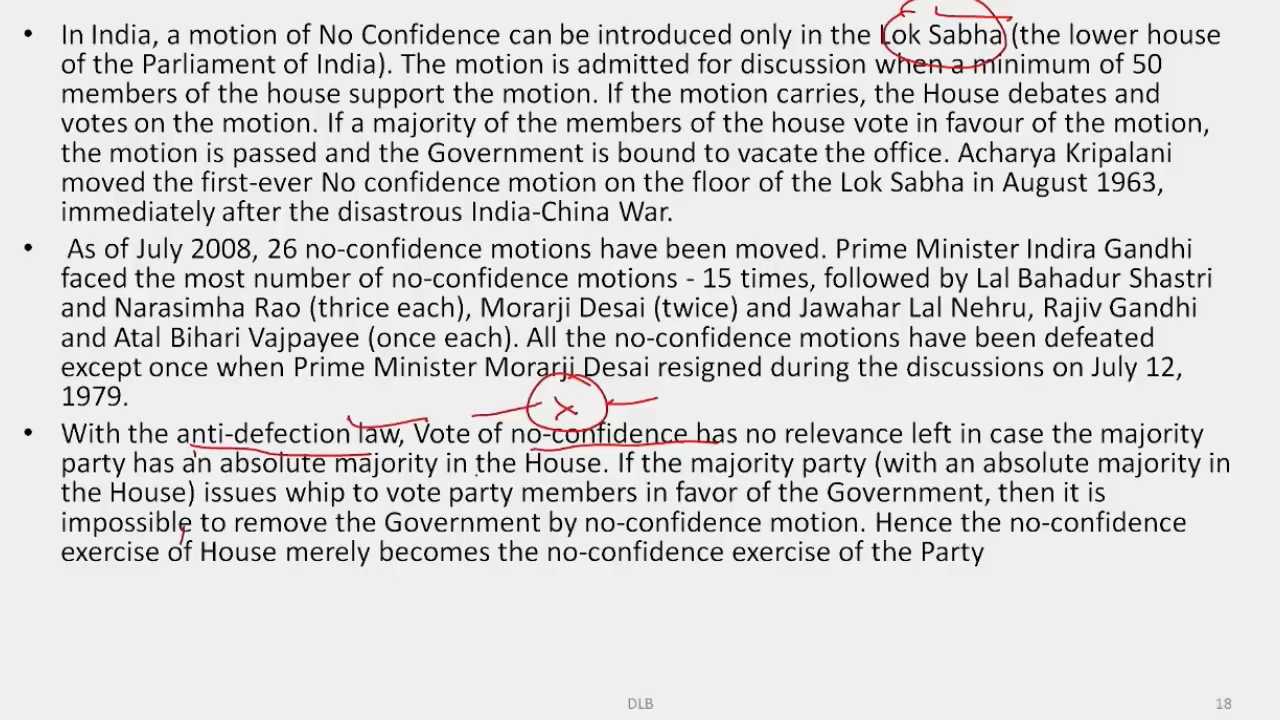 • In India, a motion of No Confidence can be introduced only in the Lok Sabha (the lower house
of the Parliament of India). The motion is admitted for discussion when a minimum of 50
members of the house support the motion. If the motion carries, the House debates and
votes on the motion. If a majority of the members of the house vote in favour of the motion,
the motion is passed and the Government is bound to vacate the office. Acharya Kripalani
moved the first-ever No confidence motion on the floor of the Lok Sabha in August 1963,
immediately after the disastrous India-China War.
• As of July 2008, 26 no-confidence motions have been moved. Prime Minister Indira Gandhi
faced the most number of no-confidence motions - 15 times, followed by Lal Bahadur Shastri
and Narasimha Rao (thrice each), Morarji Desai (twice) and Jawahar Lal Nehru, Rajiv Gandhi
and Atal Bihari Vajpayee (once each). All the no-confidence motions have been defeated
except once when Prime Minister Morarji Desai resigned during the discussions on July 12,
1979.
• With the anti-defection law, Vote of no-confidence has no relevance left in case the majority
party has an absolute majority in the House. If the majority party (with an absolute majority in
the House) issues whip to vote party members in favor of the Government, then it is
impossible to remove the Government by no-confidence motion. Hence the no-confidence
exercise of House merely becomes the no-confidence exercise of the Party
DLB
18